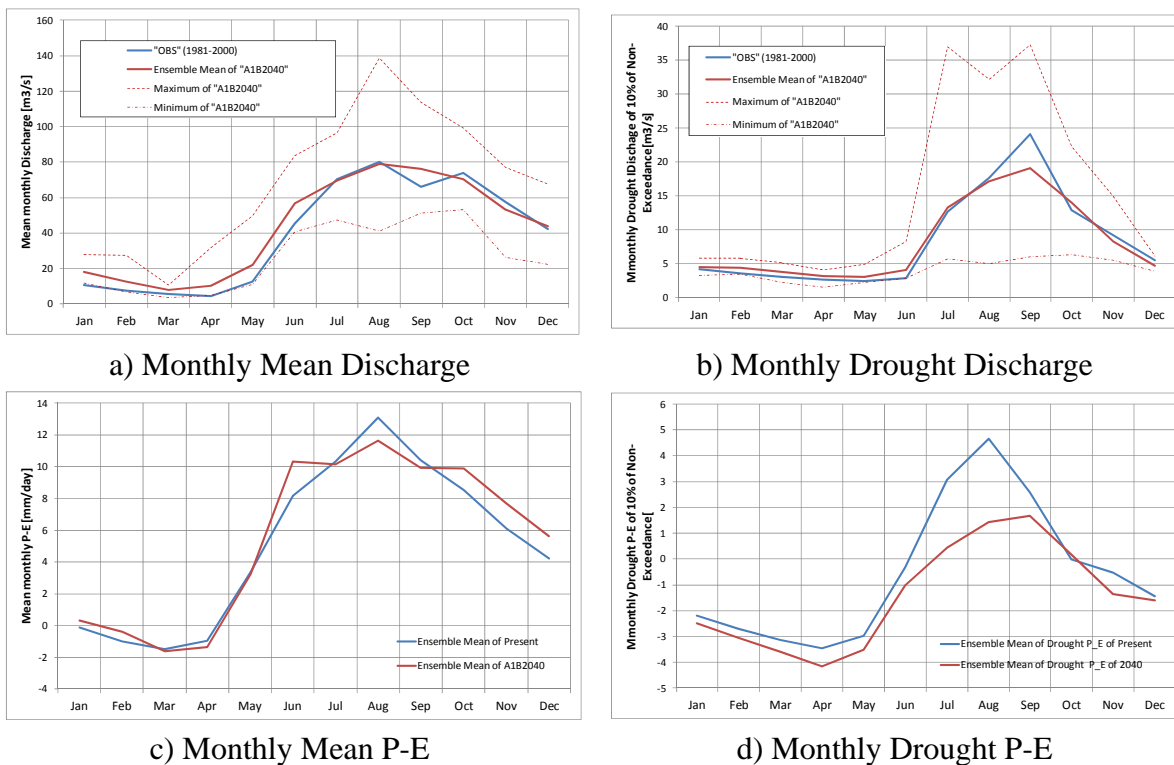 160
140
120
100
80
60
40
20
0
Mean monthly Discharge [m3/s]
"OBS" (1981-2000)
Ensemble Mean of "A1B2040"
Maximum of "A1B2040"
Minimum of "A1B2040"
Jan Feb Mar Apr May Jun Jul Aug Sep Oct Nov Dec
a) Monthly Mean Discharge
40
35
30
25
20
15
10
5
0
Mmonthly Drought IDischage of 10% of Non-
Exceedance[m3/s]
"OBS" (1981-2000)
Ensemble Mean of "A1B2040"
Maximum of "A1B2040"
Minimum of "A1B2040"
Jan Feb Mar Apr May Jun Jul Aug Sep Oct Nov Dec
b) Monthly Drought Discharge
14
12
10
8
6
4
2
0
-2
-4
Mean monthly P-E [mm/day]
Ensemble Mean of Present
Ensemble Mean of A1B2040
Jan Feb Mar Apr May Jun Jul Aug Sep Oct Nov Dec
c) Monthly Mean P-E
6
5
4
3
2
1
0
-1
-2
-3
-4
-5
Mmonthly Drought P-E of 10% of Non-
Exceedance[
Ensemble Mean of Drought P_E of Present
Ensemble Mean of Drought P_E of 2040
Jan Feb Mar Apr May Jun Jul Aug Sep Oct Nov Dec
d) Monthly Drought P-E